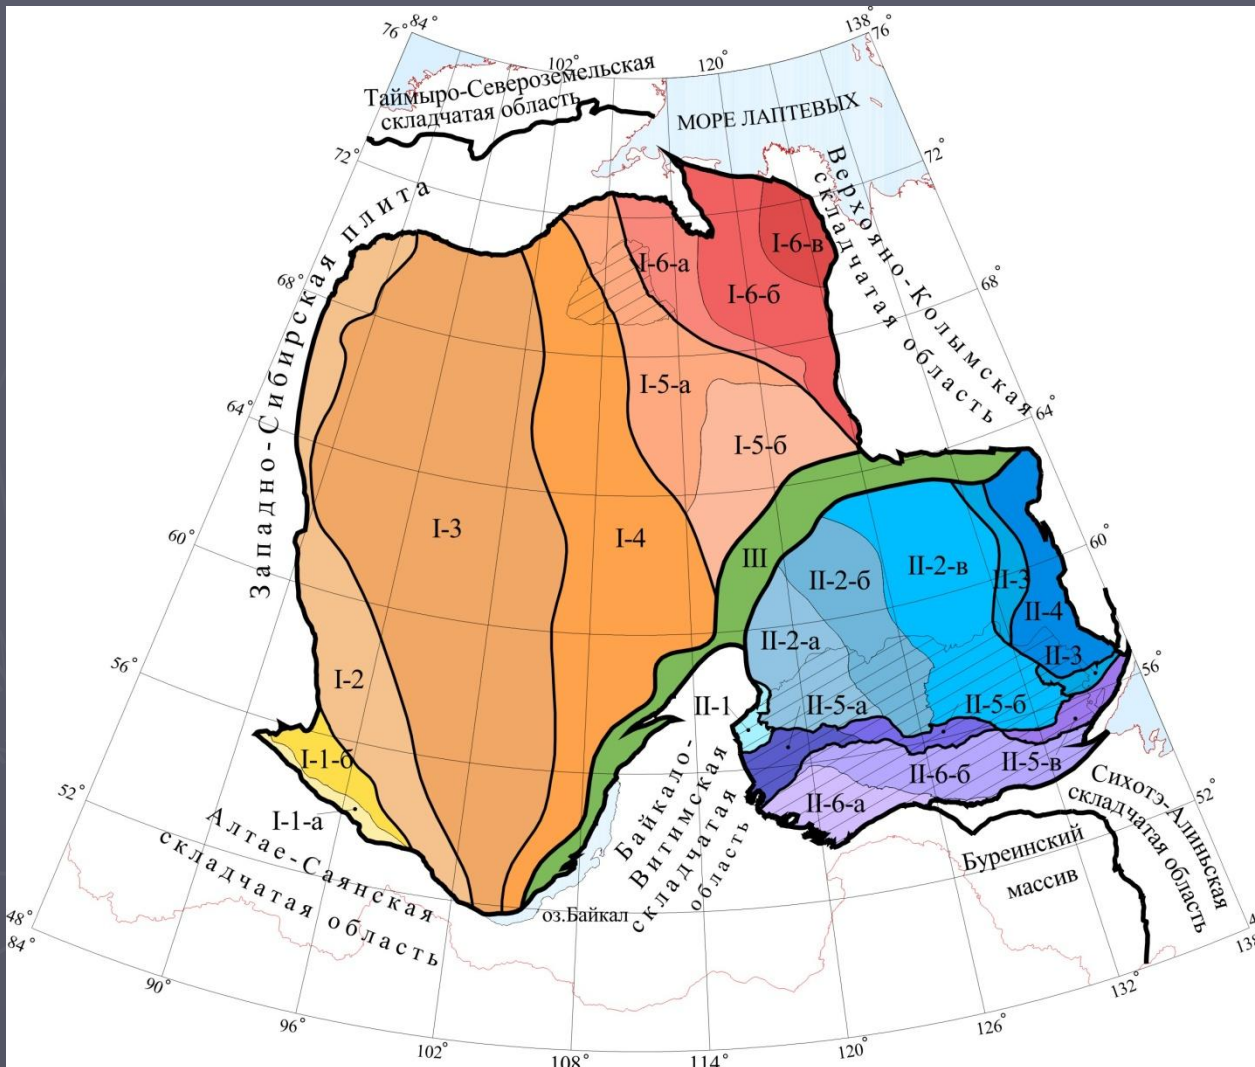 76° 84°
138° 76°
102°
120°
Таймыро-Североземельская
складчатая область
МОРЕ ЛАПТЕВЫХ
72°
72°
Западно-Сибирская плита
Верхояно-Колымская
складчатая область
I-6-а
I-6-в
I-6-б
68°
68°
I-5-а
64°
64°
I-5-б
I-3
I-4
60°
60°
III
II-2-б
II-2-в
II-3
II-4
II-2-а
II-3
56°
56°
I-2
II-1
II-5-а
II-5-б
I-1-б
II-6-б
II-5-в
52°
52°
I-1-а
II-6-а
Алтае-Саянская
складчатая область
Байкало-
Витимская
складчатая
область
Буреинский
массив
Сихотэ-Алиньская
складчатая область
оз.Байкал
48°
84°
4
138
90°
96°
102°
108°
114°
120°
126°
132°